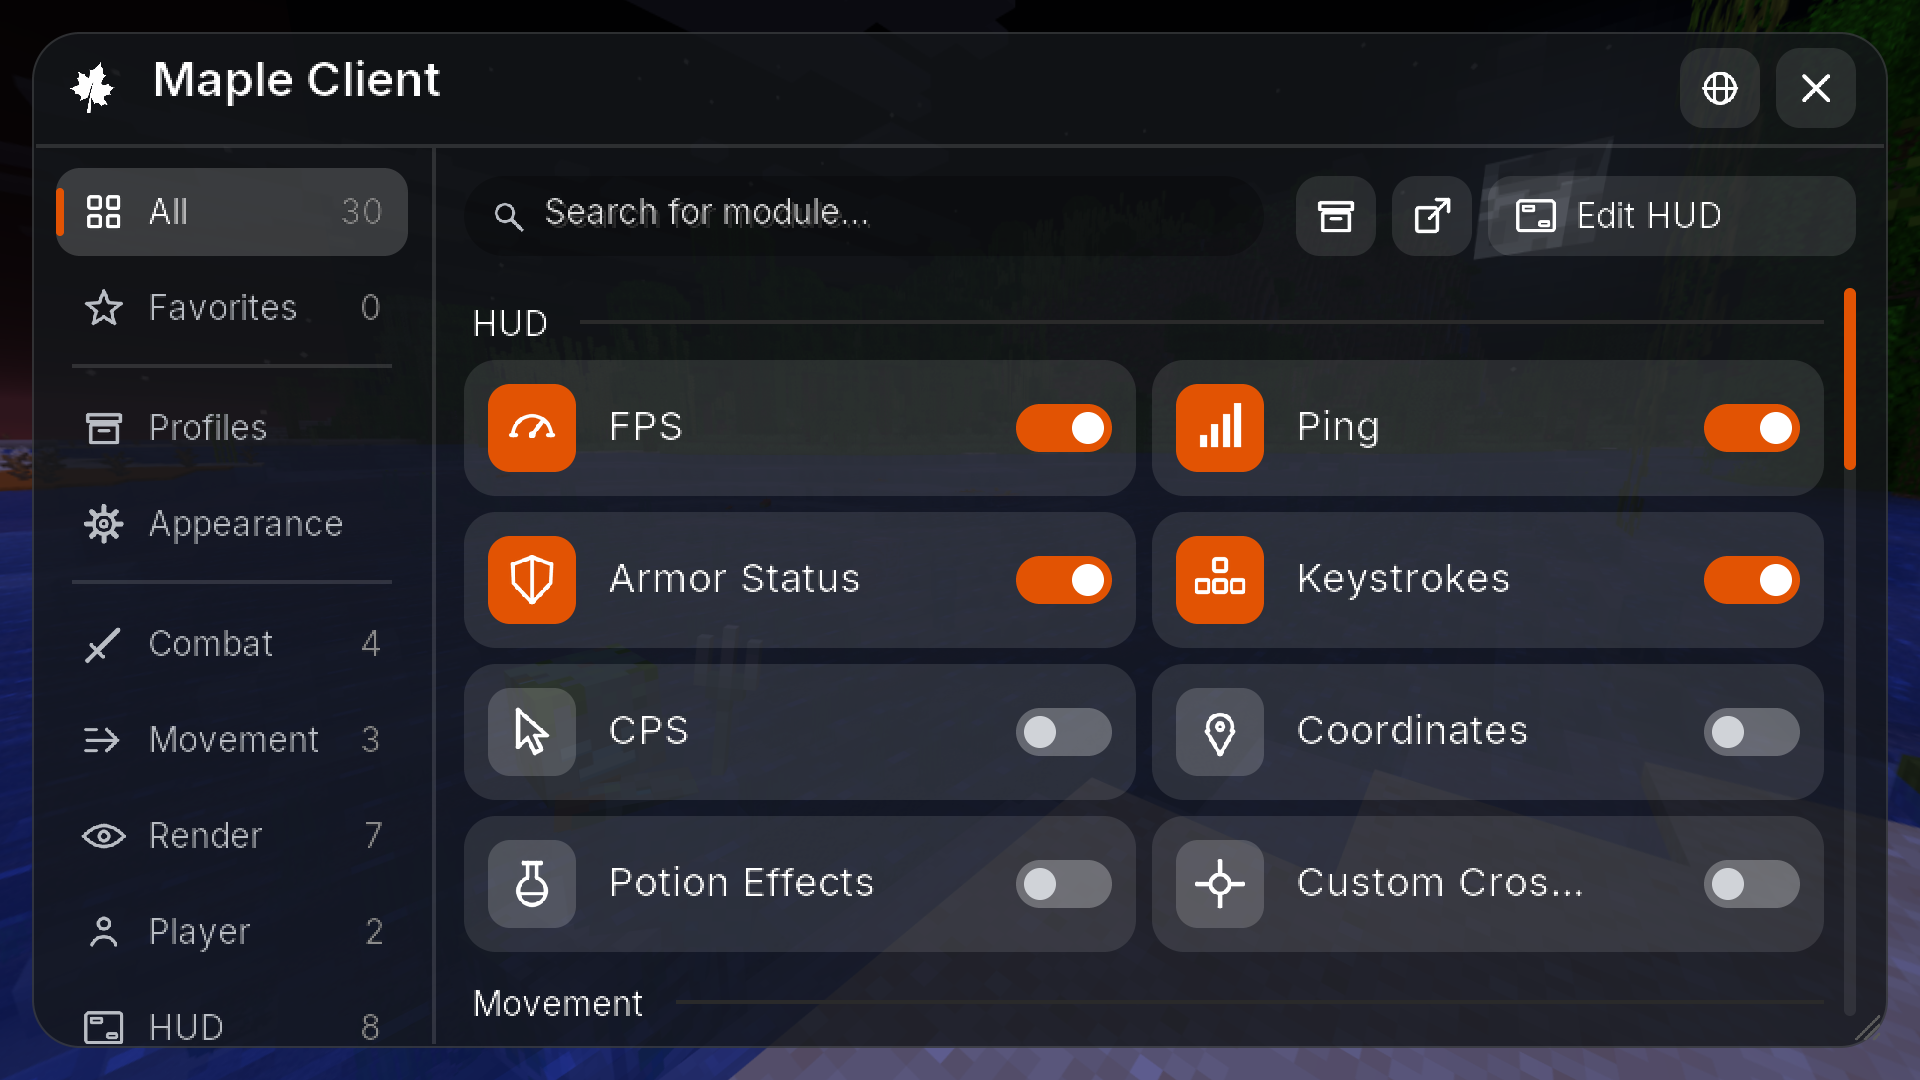 Maple Client
All 30
Favorites 0
Profiles
Appearance
Combat 4
Movement 3
Render 7
Player 2
HUD 8
Search for module...
Edit HUD
HUD
FPS
Ping
Armor Status
Keystrokes
CPS
Coordinates
Potion Effects
Custom Cros...
Movement